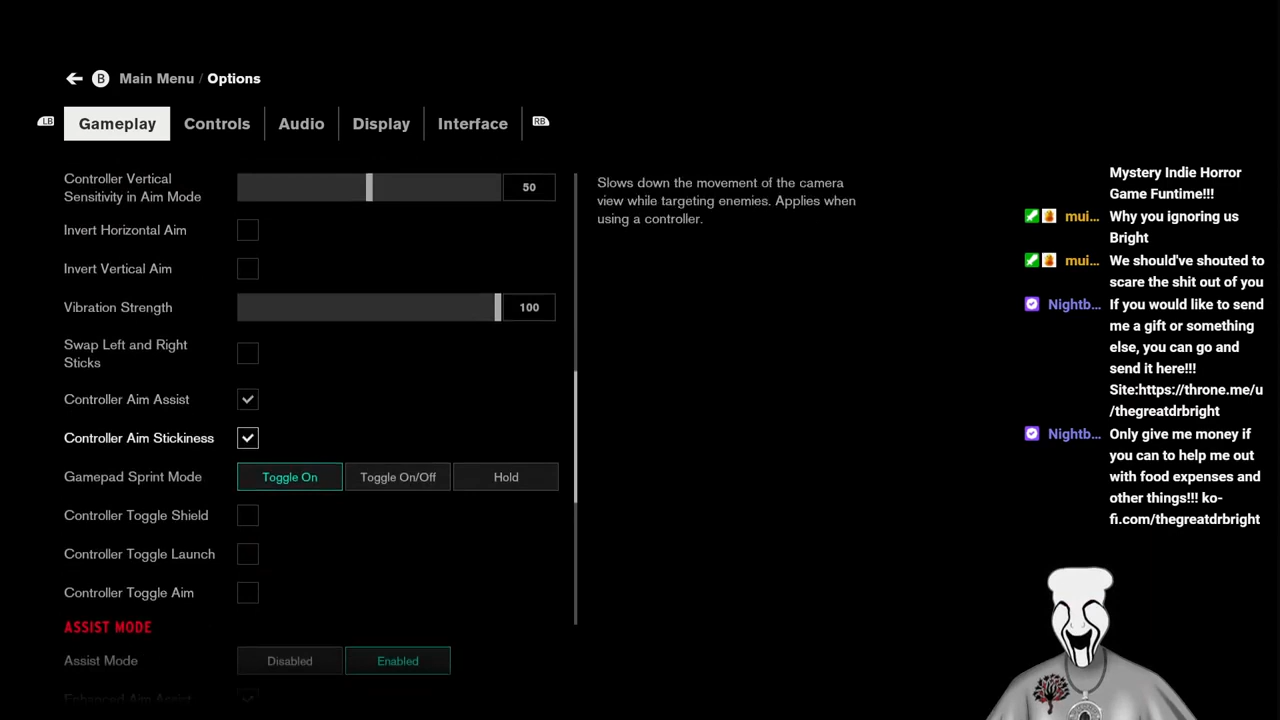 B Main Menu / Options
LB Gameplay Controls Audio Display Interface RB
Controller Vertical
Sensitivity in Aim Mode
50
Invert Horizontal Aim
Invert Vertical Aim
Vibration Strength
100
Swap Left and Right
Sticks
Controller Aim Assist
Controller Aim Stickiness
Gamepad Sprint Mode
Toggle On
Toggle On/Off
Hold
Controller Toggle Shield
Controller Toggle Launch
Controller Toggle Aim
ASSIST MODE
Assist Mode
Disabled
Enabled
Enhanced Aim Assist
Slows down the movement of the camera
view while targeting enemies. Applies when
using a controller.
Mystery Indie Horror
Game Funtime!!!
mui... Why you ignoring us
Bright
mui... We should've shouted to
scare the shit out of you
Nightb... If you would like to send
me a gift or something
else, you can go and
send it here!!!
Site:https://throne.me/u
/thegreatdrbright
Nightb... Only give me money if
you can to help me out
with food expenses and
other things!!! ko-
fi.com/thegreatdrbright